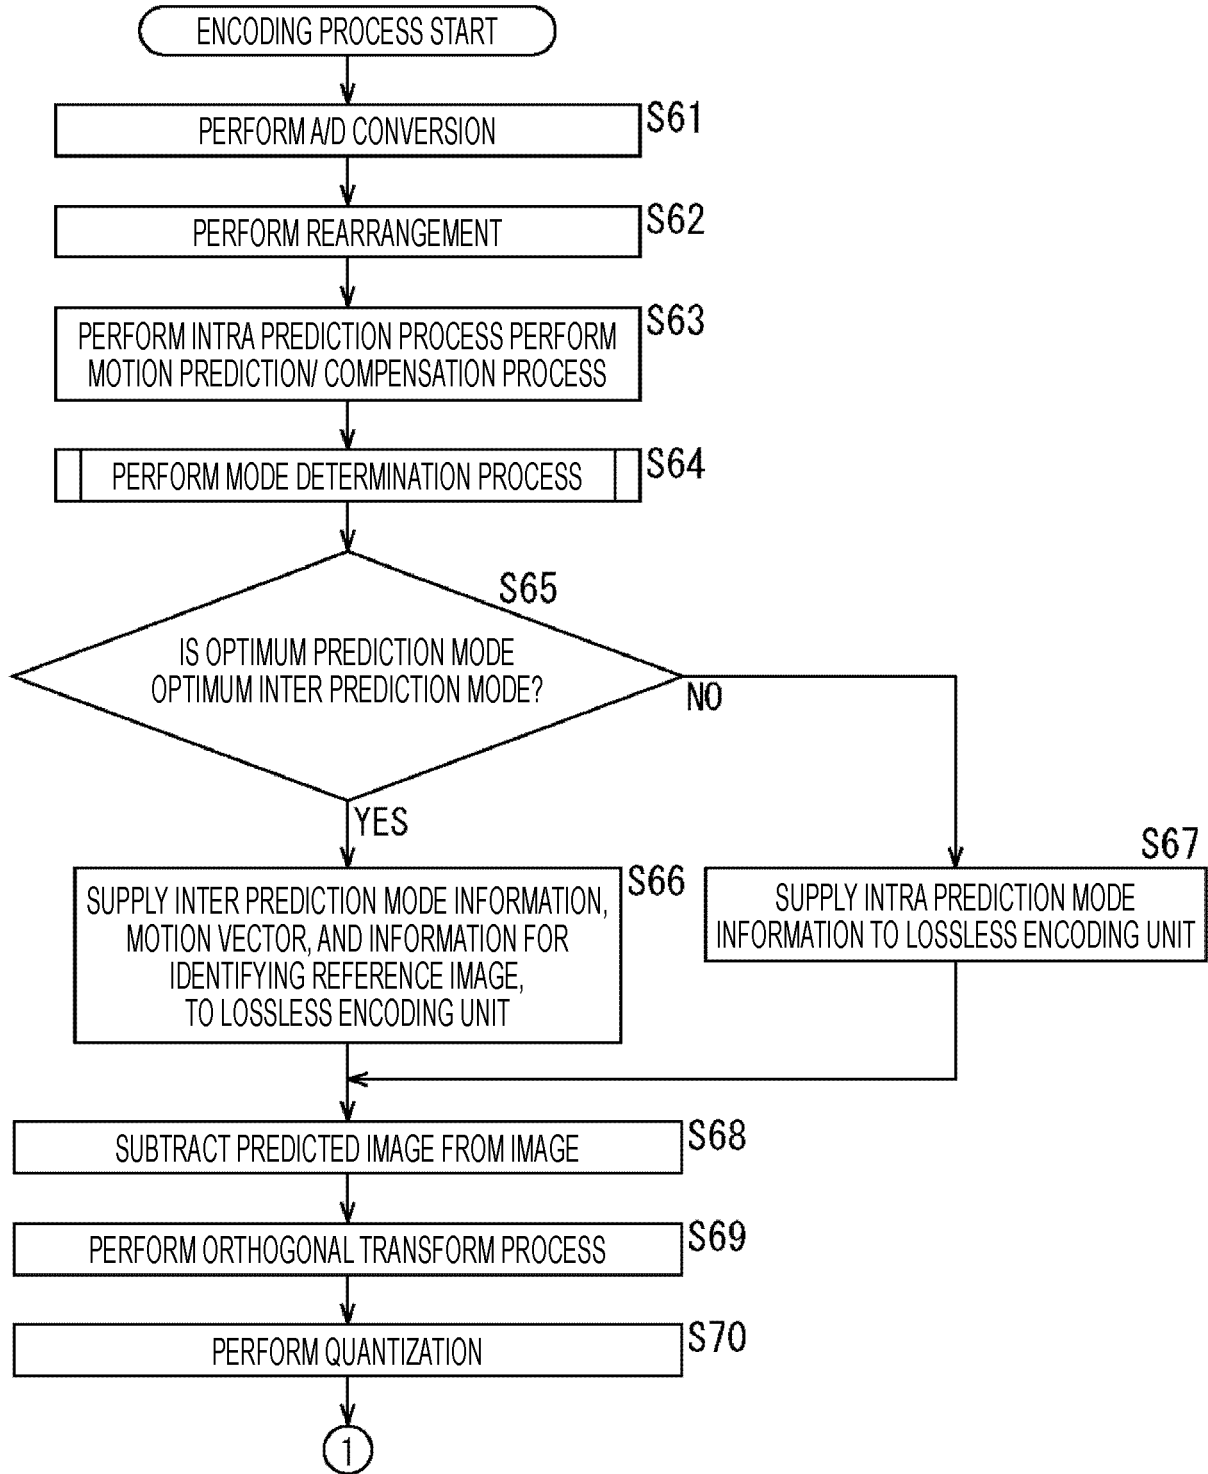 ENCODING PROCESS START
S61
PERFORM A/D CONVERSION
S62
PERFORM REARRANGEMENT
S63
PERFORM INTRA PREDICTION PROCESS PERFORM
MOTION PREDICTION/ COMPENSATION PROCESS
S64
PERFORM MODE DETERMINATION PROCESS
S65
IS OPTIMUM PREDICTION MODE
OPTIMUM INTER PREDICTION MODE?
NO
YES
S66
SUPPLY INTER PREDICTION MODE INFORMATION,
MOTION VECTOR, AND INFORMATION FOR
IDENTIFYING REFERENCE IMAGE,
TO LOSSLESS ENCODING UNIT
S67
SUPPLY INTRA PREDICTION MODE
INFORMATION TO LOSSLESS ENCODING UNIT
S68
SUBTRACT PREDICTED IMAGE FROM IMAGE
S69
PERFORM ORTHOGONAL TRANSFORM PROCESS
S70
PERFORM QUANTIZATION
1